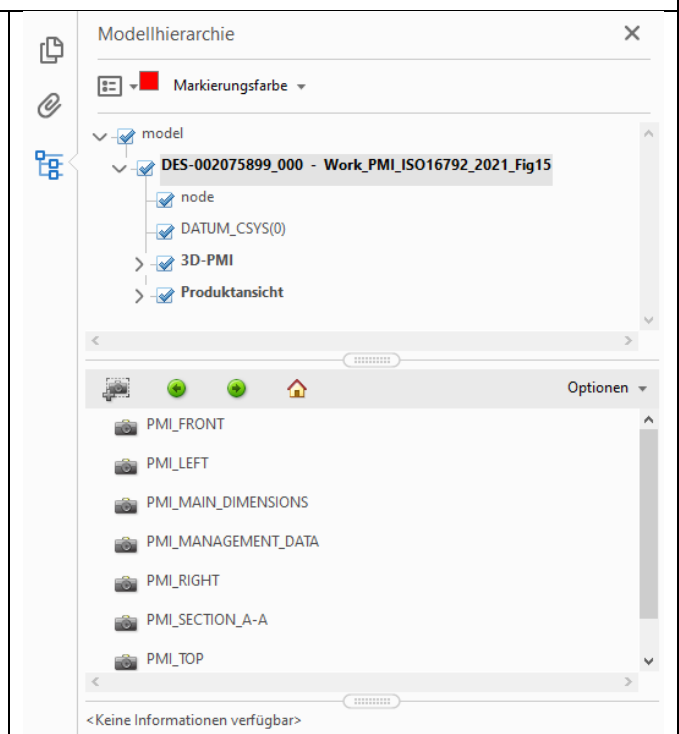 Modellhierarchie
Markierungsfarbe
model
DES-002075899_000 - Work_PMI_ISO16792_2021_Fig15
node
DATUM_CSYS(0)
3D-PMI
Produktansicht
Optionen
PMI_FRONT
PMI_LEFT
PMI_MAIN_DIMENSIONS
PMI_MANAGEMENT_DATA
PMI_RIGHT
PMI_SECTION_A-A
PMI_TOP
<Keine Informationen verfügbar>